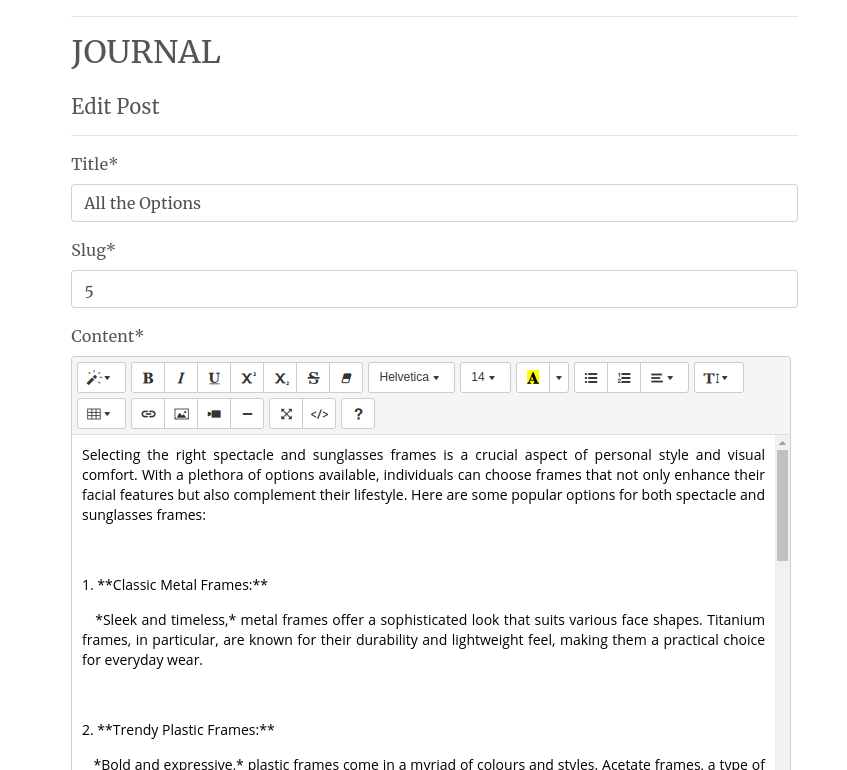 JOURNAL
Edit Post
Title*
All the Options
Slug*
5
Content*
B I U X² X₂ S Helvetica 14 A TI
</> ?
Selecting the right spectacle and sunglasses frames is a crucial aspect of personal style and visual
comfort. With a plethora of options available, individuals can choose frames that not only enhance their
facial features but also complement their lifestyle. Here are some popular options for both spectacle and
sunglasses frames:
1. **Classic Metal Frames:**
*Sleek and timeless,* metal frames offer a sophisticated look that suits various face shapes. Titanium
frames, in particular, are known for their durability and lightweight feel, making them a practical choice
for everyday wear.
2. **Trendy Plastic Frames:**
*Bold and expressive,* plastic frames come in a myriad of colours and styles. Acetate frames, a type of